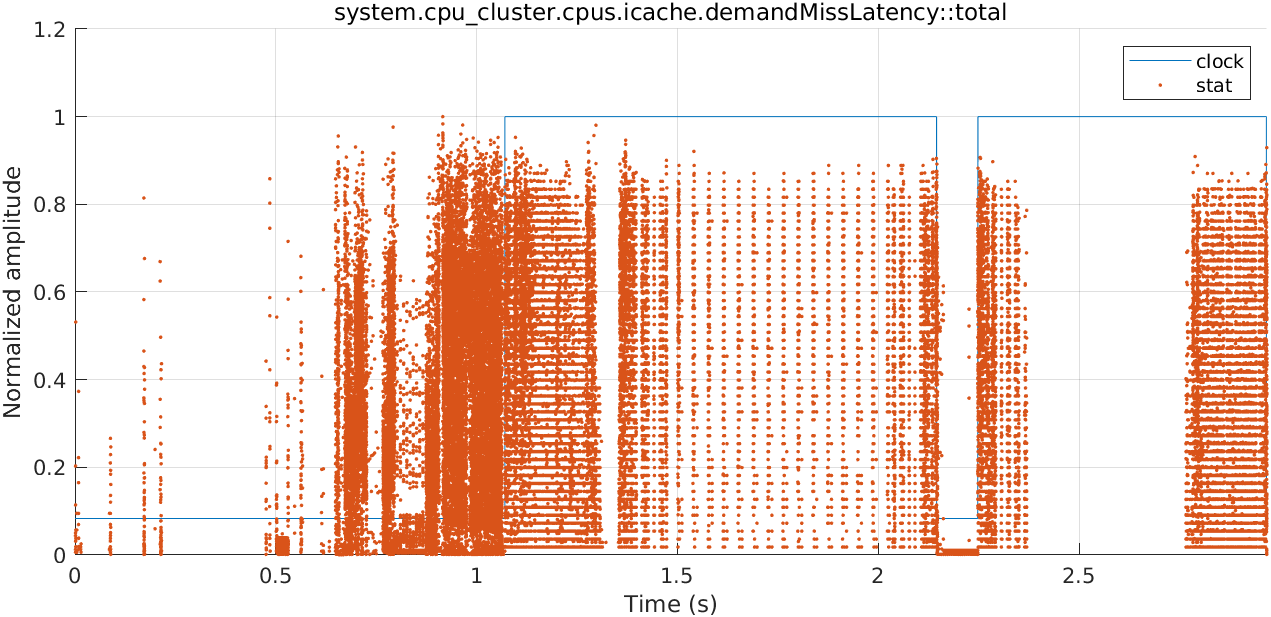 system.cpu_cluster.cpus.icache.demandMissLatency::total
Normalized amplitude
1.2
1
0.8
0.6
0.4
0.2
0
clock
stat
0 0.5 1 1.5 2 2.5
Time (s)